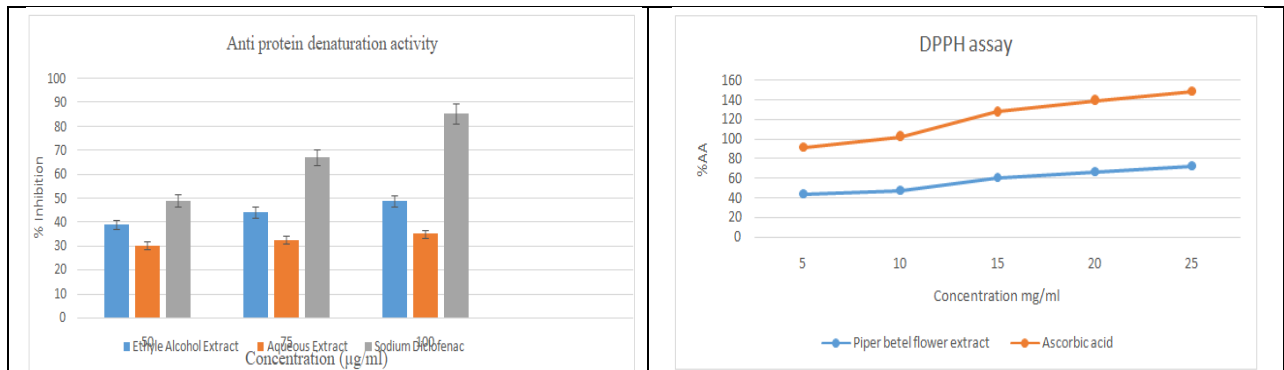 Anti protein denaturation activity
% Inhibition
100
90
80
70
60
50
40
30
20
10
0
50 75 100
Ethyle Alcohol Extract Aqueous Extract Sodium Diclofenac
Concentration (µg/ml)
DPPH assay
%AA
160
140
120
100
80
60
40
20
0
5 10 15 20 25
Concentration mg/ml
Piper betel flower extract Ascorbic acid